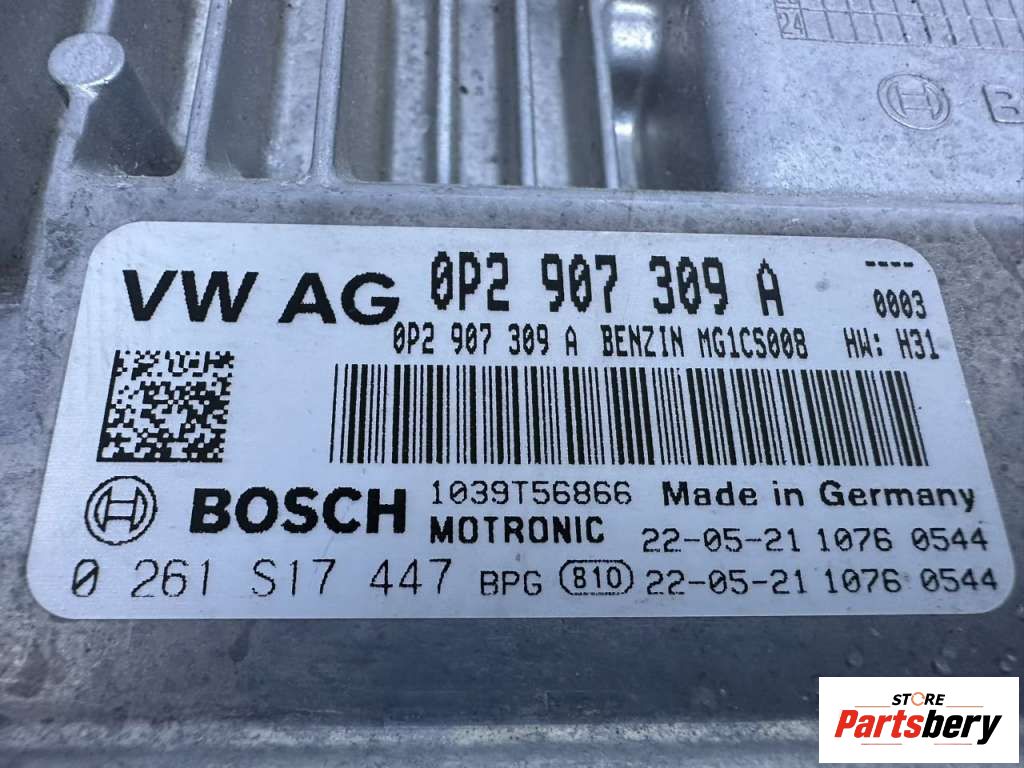 24
B
VW AG 0P2 907 309 A ----
0003
0P2 907 309 A BENZIN MG1CS008 HW: H31
BOSCH 1039T56866 Made in Germany
MOTRONIC 22-05-21 1076 0544
0 261 S17 447 BPG 810 22-05-21 1076 0544
STORE
Partsbery